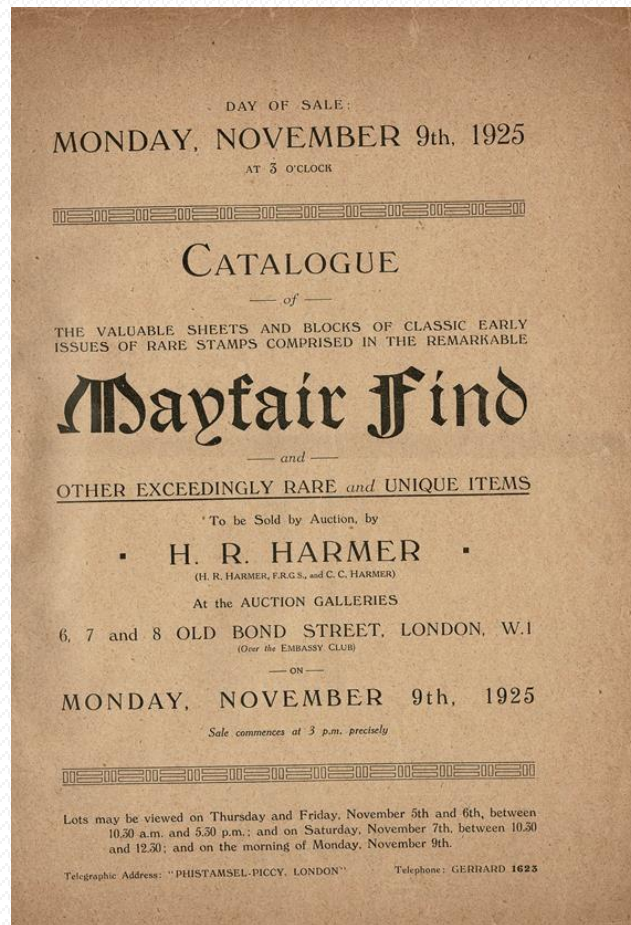 DAY OF SALE:
MONDAY, NOVEMBER 9th, 1925
AT 3 O'CLOCK
CATALOGUE
of
THE VALUABLE SHEETS AND BLOCKS OF CLASSIC EARLY
ISSUES OF RARE STAMPS COMPRISED IN THE REMARKABLE
Mayfair Find
and
OTHER EXCEEDINGLY RARE and UNIQUE ITEMS
To be Sold by Auction, by
H. R. HARMER
(H. R. HARMER, F.R.G.S., and C. C. HARMER)
At the AUCTION GALLERIES
6, 7 and 8 OLD BOND STREET, LONDON, W.1
(Over the EMBASSY CLUB)
ON
MONDAY, NOVEMBER 9th, 1925
Sale commences at 3 p.m. precisely
Lots may be viewed on Thursday and Friday, November 5th and 6th, between
10.30 a.m. and 5.30 p.m.; and on Saturday, November 7th, between 10.30
and 12.30; and on the morning of Monday, November 9th.
Telegraphic Address: "PHISTAMSEL-PICCY, LONDON" Telephone: GERRARD 1623